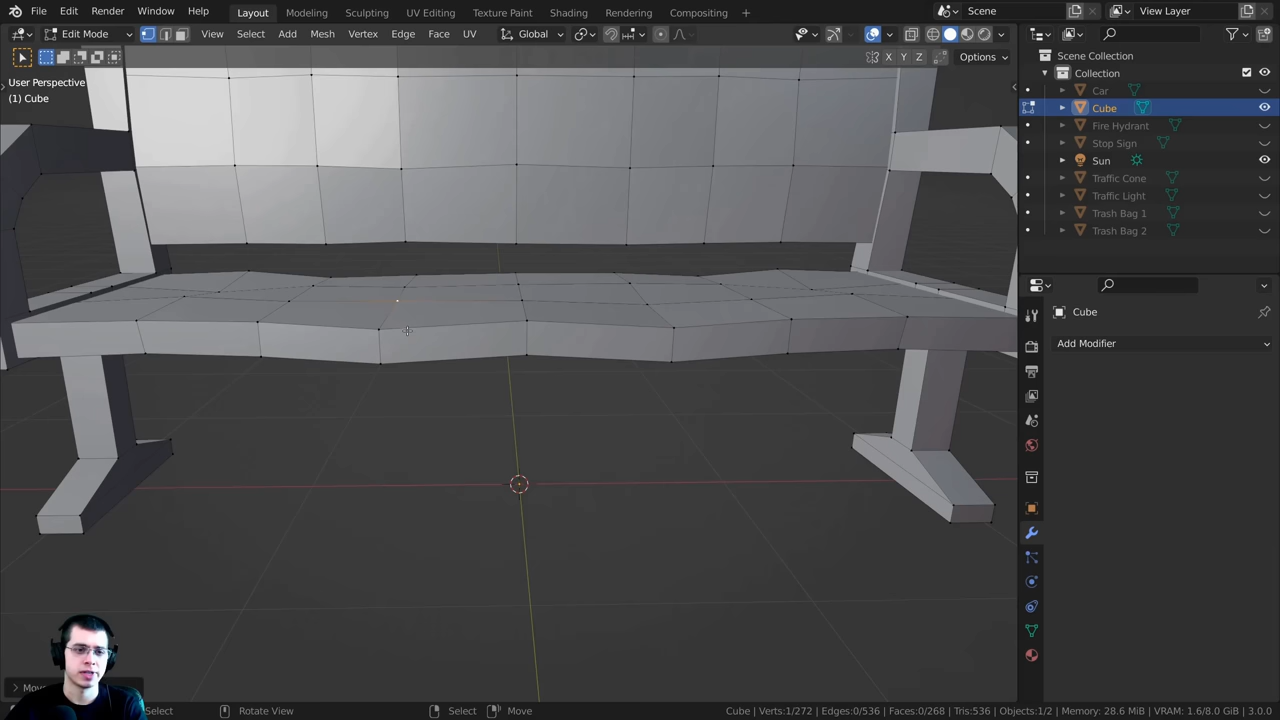 File Edit Render Window Help Layout Modeling Sculpting UV Editing Texture Paint Shading Rendering Compositing + Scene View Layer
Edit Mode View Select Add Mesh Vertex Edge Face UV Global
X Y Z Options
User Perspective
(1) Cube
Scene Collection
Collection
Car
Cube
Fire Hydrant
Stop Sign
Sun
Traffic Cone
Traffic Light
Trash Bag 1
Trash Bag 2
Cube
Add Modifier
Move
Select Rotate View Select Move Cube | Verts:1/272 | Edges:0/536 | Faces:0/268 | Tris:536 | Objects:1/2 | Memory: 28.6 MiB | VRAM: 1.6/8.0 GiB | 3.0.0